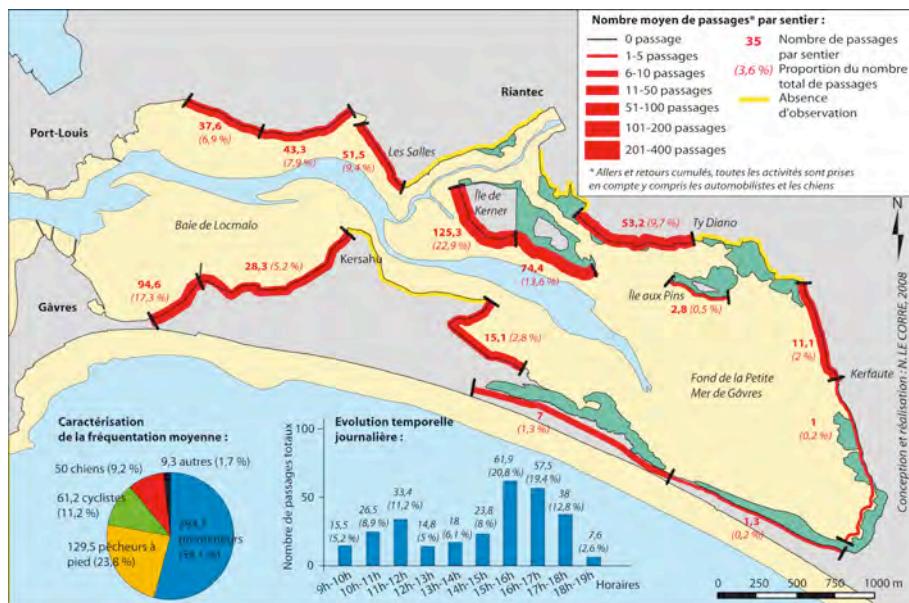 Nombre moyen de passages* par sentier :
0 passage
1-5 passages
6-10 passages
11-50 passages
51-100 passages
101-200 passages
201-400 passages
35
Nombre de passages
par sentier
(3,6 %)
Proportion du nombre
total de passages
Absence
d'observation
* Allers et retours cumulés, toutes les activités sont prises
en compte y compris les automobilistes et les chiens
Riantec
Port-Louis
37,6
(6,9 %)
43,3
(7,9 %)
51,5
(9,4 %)
Les Salles
Île de
Kerner
Baie de Locmalo
125,3
(22,9 %)
53,2 (9,7 %)
Ty Diano
N
Kersahu
28,3 (5,2 %)
74,4
(13,6 %)
94,6
(17,3 %)
Gâvres
Île aux Pins
2,8 (0,5 %)
15,1 (2,8 %)
11,1
(2 %)
Kerfaute
Fond de la Petite
Mer de Gâvres
1
(0,2 %)
7
(1,3 %)
1,3
(0,2 %)
Conception et réalisation : N. LE CORRE, 2008
Caractérisation
de la fréquentation moyenne :
50 chiens (9,2 %)
9.3 autres (1,7 %)
61,2 cyclistes
(11,2 %)
129,5 pêcheurs à
pied (23,8 %)
promeneurs
Evolution temporelle
journalière :
Nombre de passages totaux
100
50
0
15,5
(5,2 %)
26,5
(8,9 %)
33,4
(11,2 %)
14,8
(5 %)
18
(6,1 %)
23,8
(8 %)
61,9
(20,8 %)
57,5
(19,4 %)
38
(12,8 %)
7,6
(2,6 %)
9h-10h
10h-11h
11h-12h
12h-13h
13h-14h
14h-15h
15h-16h
16h-17h
17h-18h
18h-19h
Horaires
0 500 1000 m